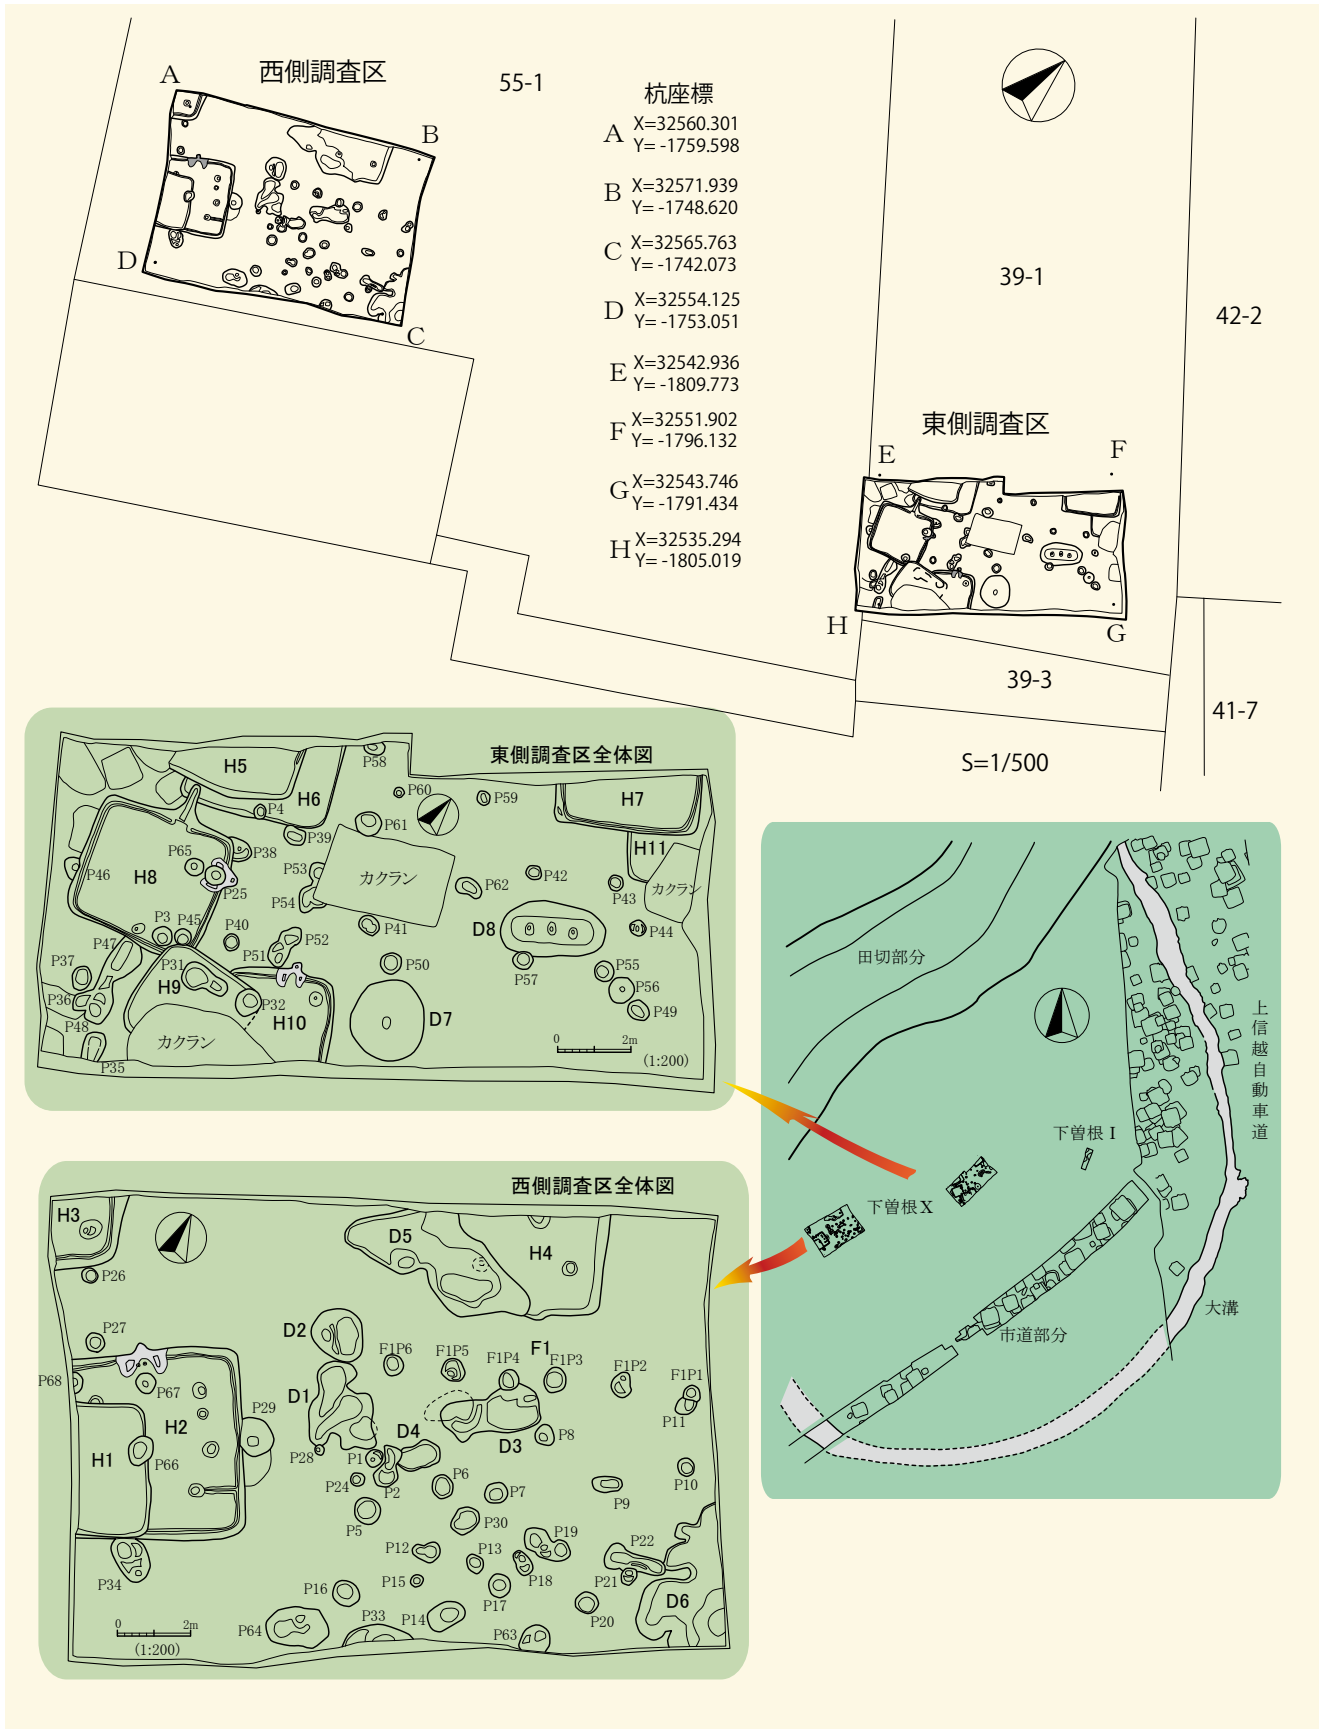 西側調査区
55-1
A
B
C
D
杭座標
A
X=32560.301
Y= -1759.598
B
X=32571.939
Y= -1748.620
C
X=32565.763
Y= -1742.073
D
X=32554.125
Y= -1753.051
E
X=32542.936
Y= -1809.773
F
X=32551.902
Y= -1796.132
G
X=32543.746
Y= -1791.434
H
X=32535.294
Y= -1805.019
39-1
42-2
東側調査区
E
F
H
G
39-3
41-7
S=1/500
東側調査区全体図
H5
H6
P58
P60
P59
H7
P4
P61
P39
P38
H11
P53
P65
P46
H8
カクラン
P62
P42
P43
カクラン
P25
P54
P3
P45
P40
P52
P41
D8
P44
P47
P51
P50
P57
P55
P37
P31
P56
P36
H9
P32
P49
P48
H10
D7
カクラン
P35
0
2m
(1:200)
西側調査区全体図
H3
D5
H4
P26
P27
D2
F1P6
F1P5
F1P4
F1
F1P3
F1P2
F1P1
P68
P67
D1
P29
H2
D4
D3
P8
P11
H1
P66
P28
P1
P24
P2
P6
P7
P9
P10
P5
P30
P12
P13
P19
P22
P34
P15
P18
P21
P16
P17
P20
D6
P14
P64
P33
P63
0
2m
(1:200)
田切部分
上信越自動車道
下曽根 I
下曽根 X
大溝
市道部分